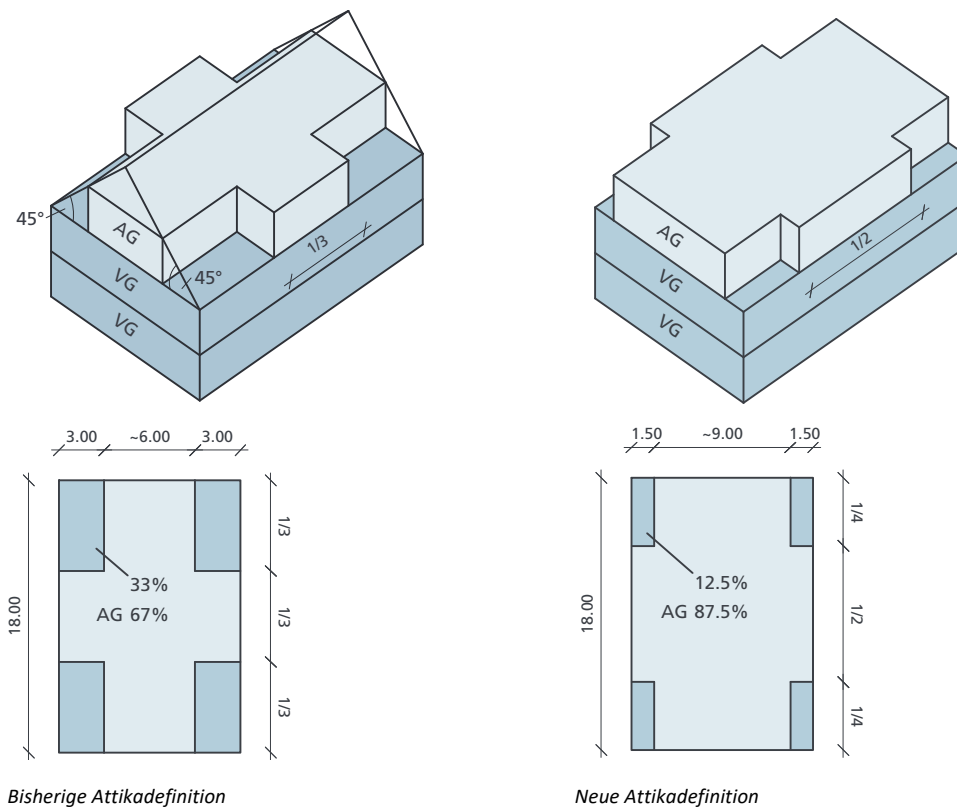 45°
AG
VG
VG
45°
1/3
AG
VG
VG
1/2
3.00 ~6.00 3.00
18.00
1/3
1/3
1/3
33%
AG 67%
1.50 ~9.00 1.50
18.00
1/4
1/2
1/4
12.5%
AG 87.5%
Bisherige Attikadefinition
Neue Attikadefinition